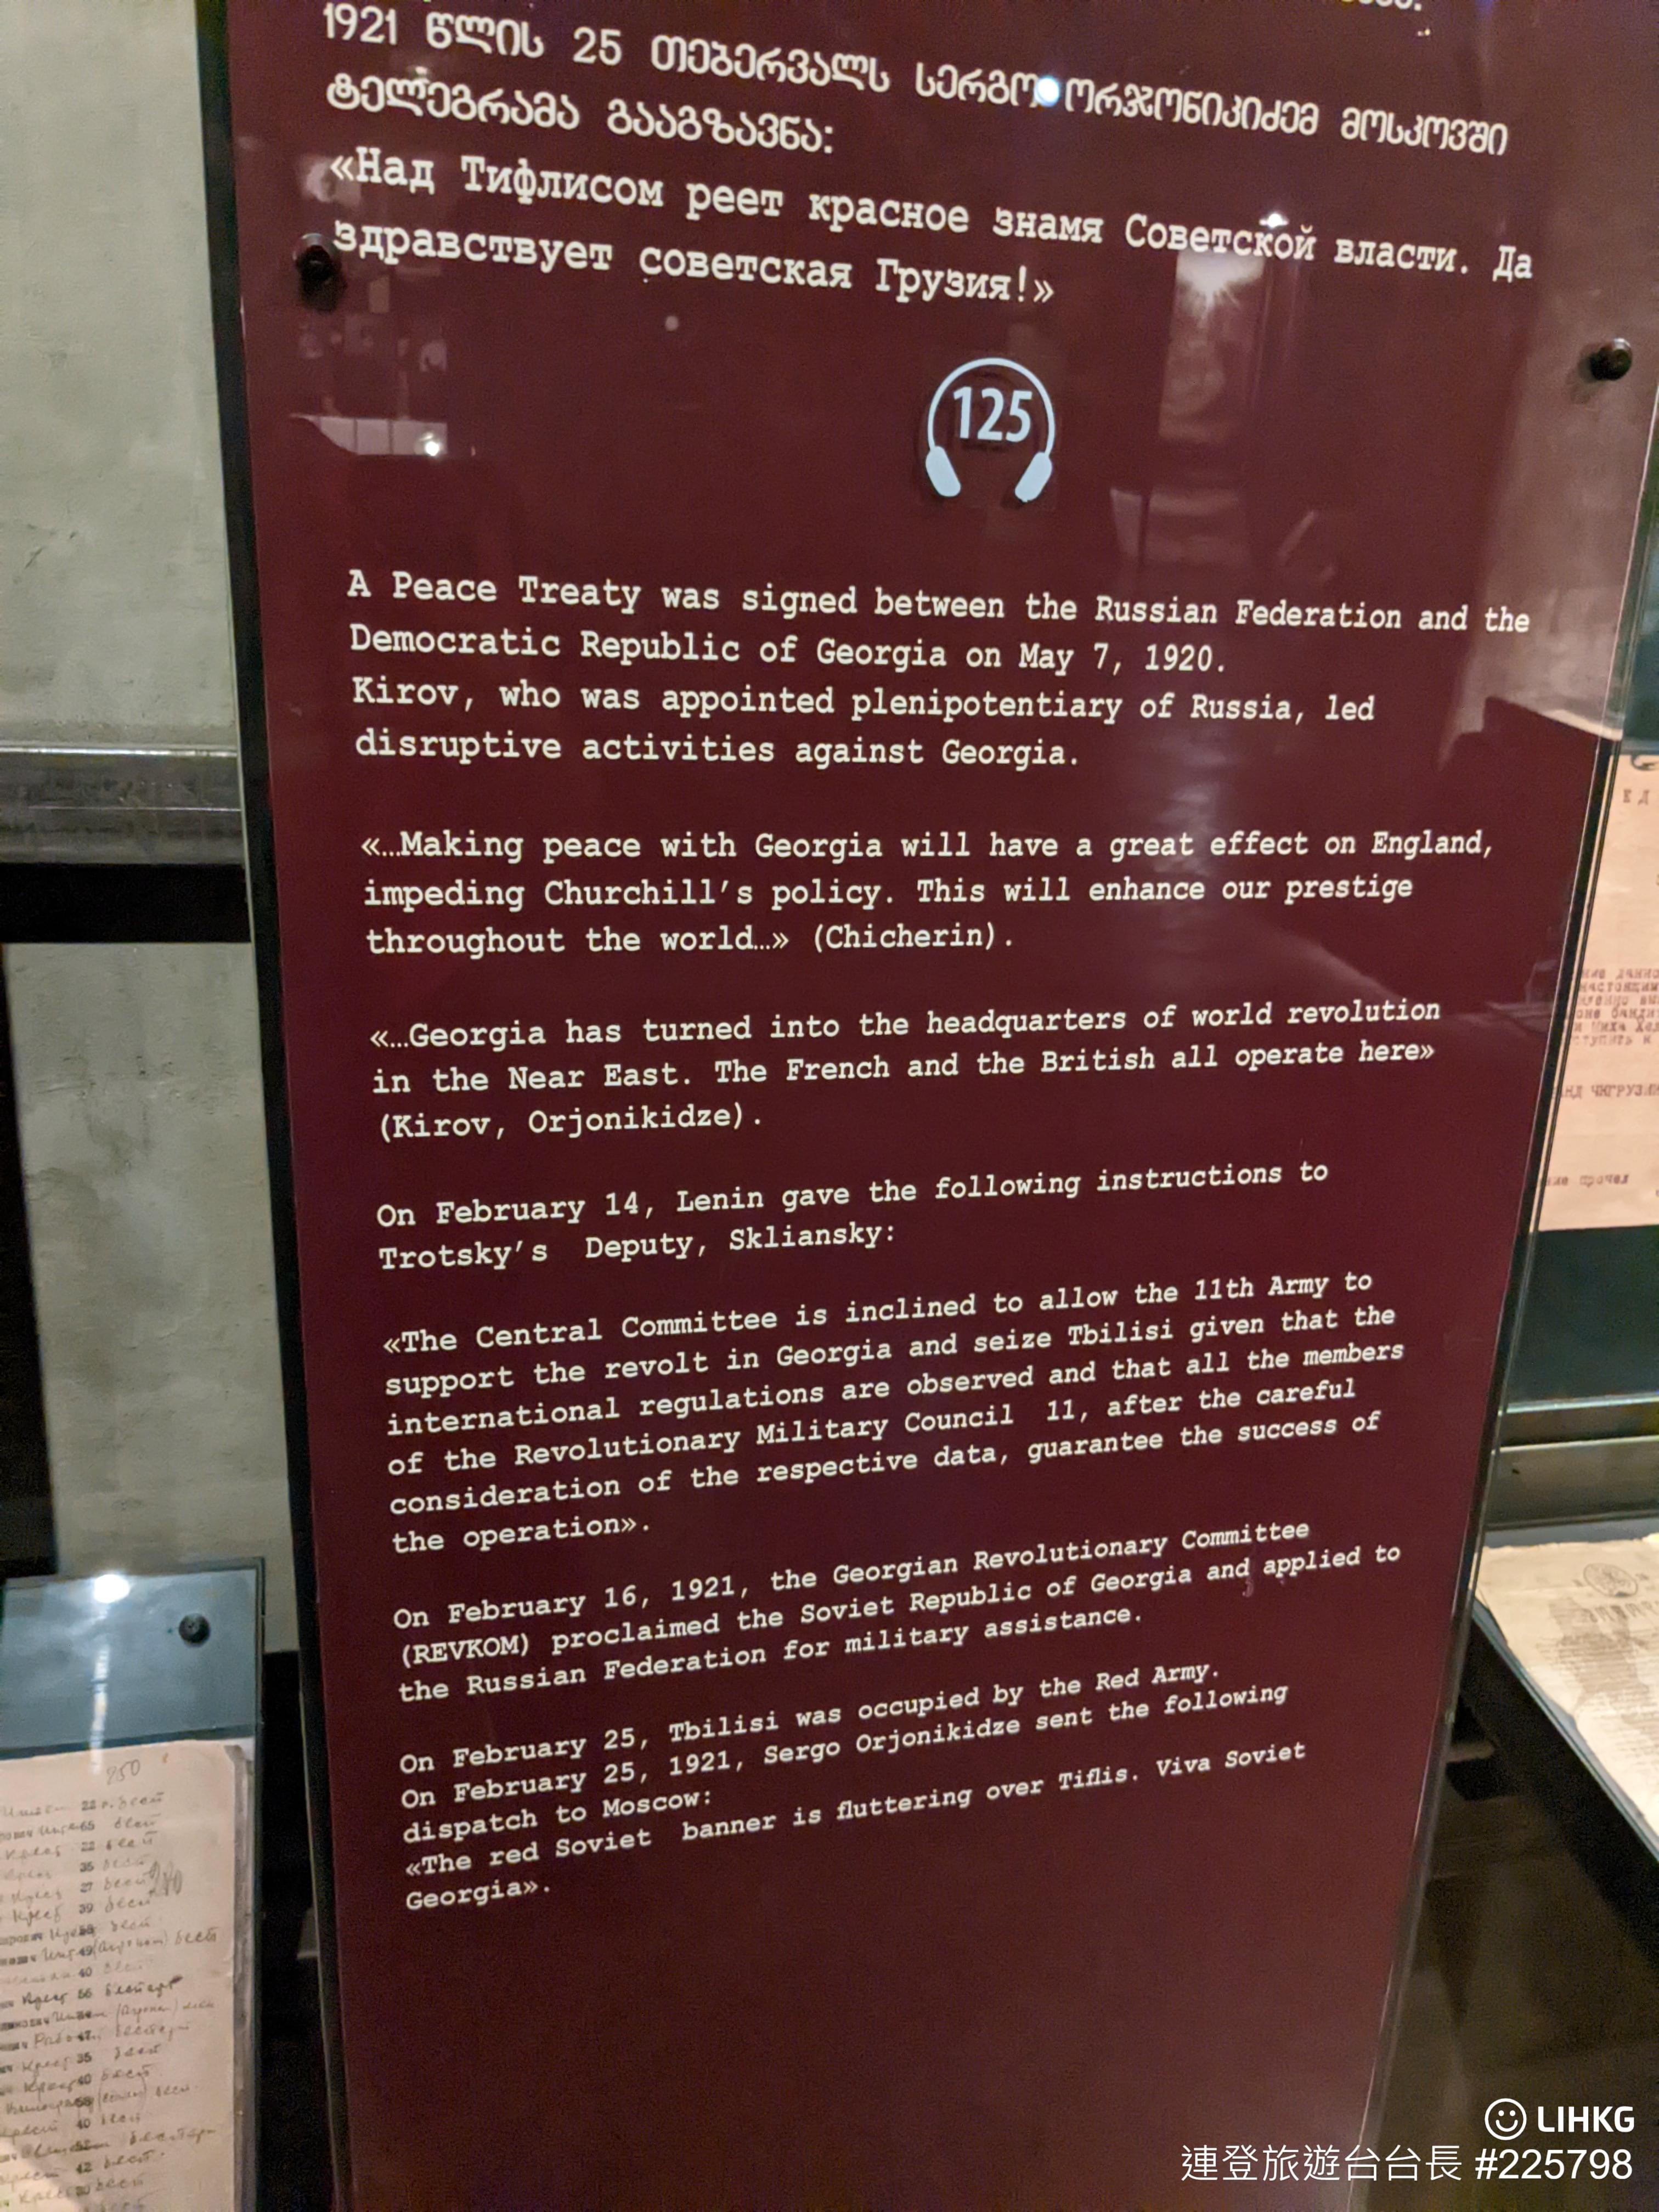 1921 წლის 25 თებერვალს სერგო ორჯონიკიძემ მოსკოვში
ტელეგრამა გააგზავნა:
«Над Тифлисом реет красное знамя Советской власти. Да
здравствует советская Грузия!»
125
A Peace Treaty was signed between the Russian Federation and the
Democratic Republic of Georgia on May 7, 1920.
Kirov, who was appointed plenipotentiary of Russia, led
disruptive activities against Georgia.
«…Making peace with Georgia will have a great effect on England,
impeding Churchill’s policy. This will enhance our prestige
throughout the world…» (Chicherin).
«…Georgia has turned into the headquarters of world revolution
in the Near East. The French and the British all operate here»
(Kirov, Orjonikidze).
On February 14, Lenin gave the following instructions to
Trotsky’s Deputy, Skliansky:
«The Central Committee is inclined to allow the 11th Army to
support the revolt in Georgia and seize Tbilisi given that the
international regulations are observed and that all the members
of the Revolutionary Military Council 11, after the careful
consideration of the respective data, guarantee the success of
the operation».
On February 16, 1921, the Georgian Revolutionary Committee
(REVKOM) proclaimed the Soviet Republic of Georgia and applied to
the Russian Federation for military assistance.
On February 25, Tbilisi was occupied by the Red Army.
On February 25, 1921, Sergo Orjonikidze sent the following
dispatch to Moscow:
«The red Soviet banner is fluttering over Tiflis. Viva Soviet
Georgia».
LIHKG
連登旅遊台台長 #225798